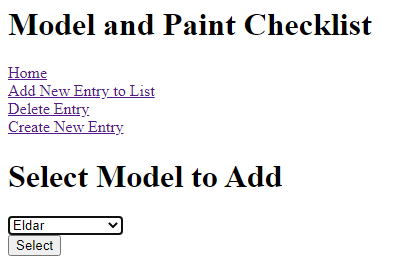 Model and Paint Checklist
Home
Add New Entry to List
Delete Entry
Create New Entry
Select Model to Add
Eldar
Select